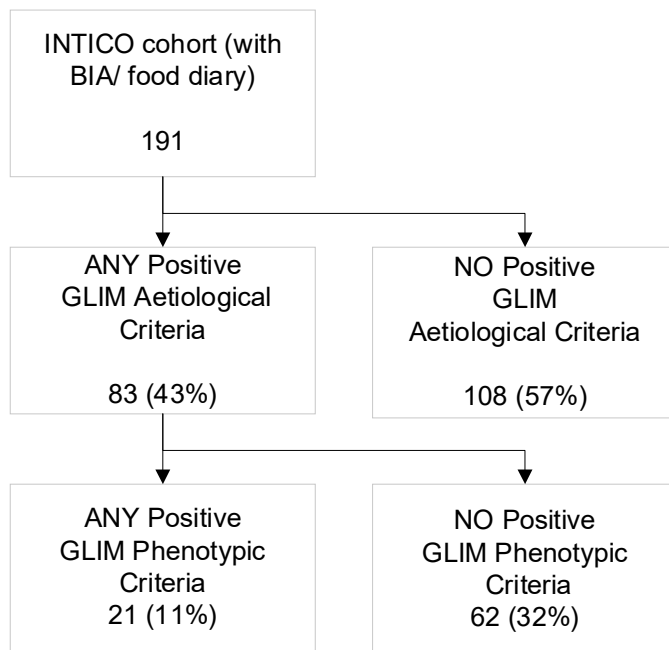 INTICO cohort (with
BIA/ food diary)
191
ANY Positive
GLIM Aetiological
Criteria
83 (43%)
NO Positive
GLIM
Aetiological Criteria
108 (57%)
ANY Positive
GLIM Phenotypic
Criteria
21 (11%)
NO Positive
GLIM Phenotypic
Criteria
62 (32%)